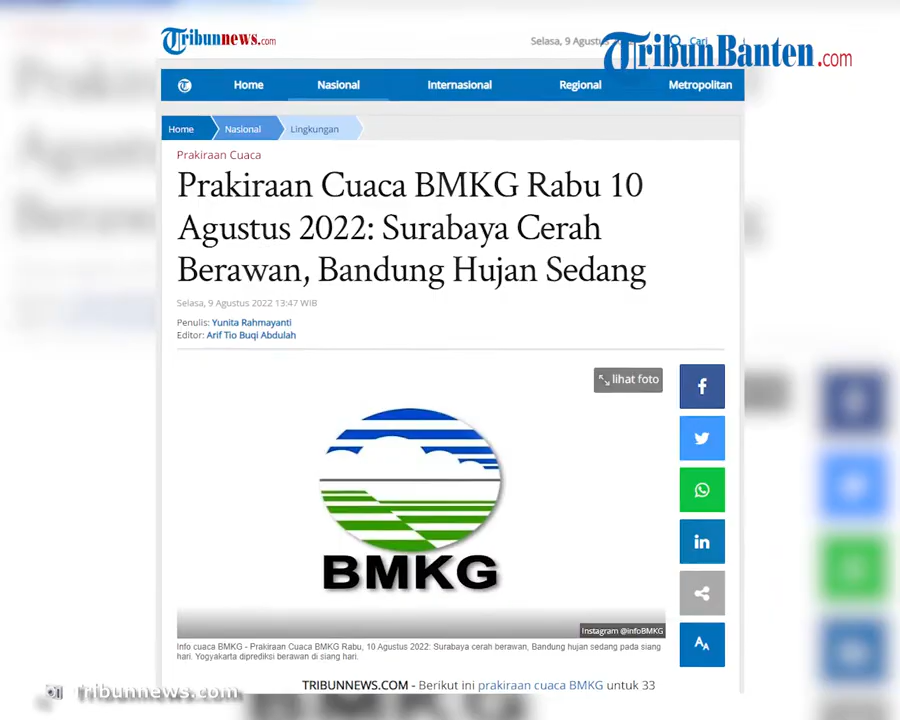 Tribunnews.com
Selasa, 9 Agustus
Cari
TribunBanten.com
Home
Nasional
Internasional
Regional
Metropolitan
Home
Nasional
Lingkungan
Prakiraan Cuaca
Prakiraan Cuaca BMKG Rabu 10
Agustus 2022: Surabaya Cerah
Berawan, Bandung Hujan Sedang
Selasa, 9 Agustus 2022 13:47 WIB
Penulis: Yunita Rahmayanti
Editor: Arif Tio Buqi Abdulah
lihat foto
BMKG
Instagram @infoBMKG
Info cuaca BMKG - Prakiraan Cuaca BMKG Rabu, 10 Agustus 2022: Suran cerah berawan, Bandung hujan sedang pada siang
hari. Yogyakarta diprediksi berawan di siang hari.
TRIBUNNEWS.COM - Berikut ini prakiraan cuaca BMKG untuk 33
Tribunnews.com